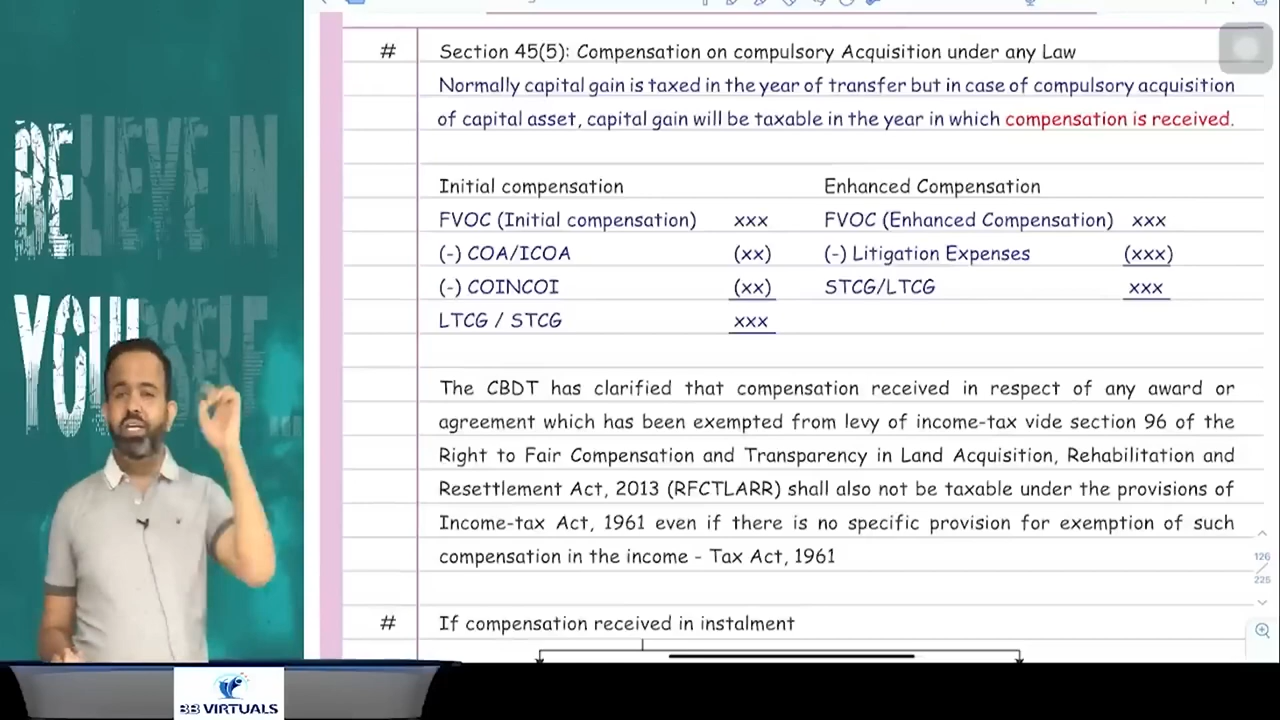 BELIEVE IN
YOURSELF...
# Section 45(5): Compensation on compulsory Acquisition under any Law
Normally capital gain is taxed in the year of transfer but in case of compulsory acquisition
of capital asset, capital gain will be taxable in the year in which compensation is received.
Initial compensation Enhanced Compensation
FVOC (Initial compensation) xxx FVOC (Enhanced Compensation) xxx
(-) COA/ICOA (xx) (-) Litigation Expenses (xxx)
(-) COINCOI (xx) STCG/LTCG xxx
LTCG / STCG xxx
The CBDT has clarified that compensation received in respect of any award or
agreement which has been exempted from levy of income-tax vide section 96 of the
Right to Fair Compensation and Transparency in Land Acquisition, Rehabilitation and
Resettlement Act, 2013 (RFCTLARR) shall also not be taxable under the provisions of
Income-tax Act, 1961 even if there is no specific provision for exemption of such
compensation in the income - Tax Act, 1961
126
/
225
# If compensation received in instalment
BB VIRTUALS